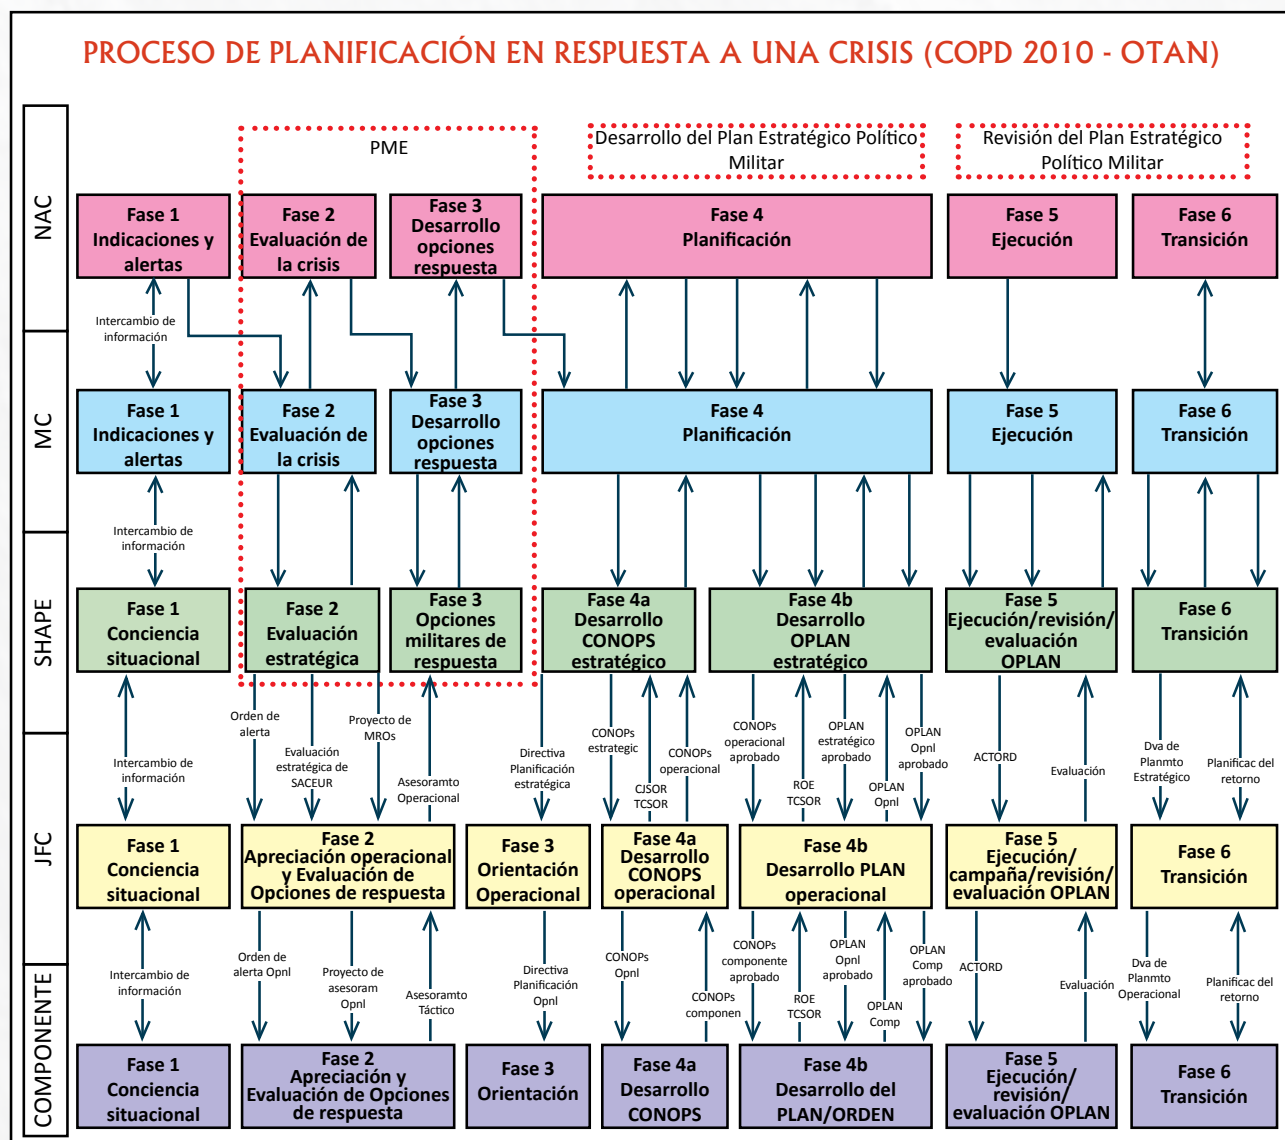 PROCESO DE PLANIFICACIÓN EN RESPUESTA A UNA CRISIS (COPD 2010 - OTAN)
NAC
PME
Desarrollo del Plan Estratégico Político
Militar
Revisión del Plan Estratégico
Político Militar
Fase 1
Indicaciones y
alertas
Fase 2
Evaluación de
la crisis
Fase 3
Desarrollo
opciones
respuesta
Fase 4
Planificación
Fase 5
Ejecución
Fase 6
Transición
Intercambio de
información
MC
Fase 1
Indicaciones y
alertas
Fase 2
Evaluación de
la crisis
Fase 3
Desarrollo
opciones
respuesta
Fase 4
Planificación
Fase 5
Ejecución
Fase 6
Transición
Intercambio de
información
SHAPE
Fase 1
Conciencia
situacional
Fase 2
Evaluación
estratégica
Fase 3
Opciones
militares de
respuesta
Fase 4a
Desarrollo
CONOPS
estratégico
Fase 4b
Desarrollo
OPLAN
estratégico
Fase 5
Ejecución/revisión/
evaluación
OPLAN
Fase 6
Transición
Intercambio de
información
Orden de
alerta
Evaluación
estratégica de
SACEUR
Proyecto de
MROs
Asesoramto
Operacional
Directiva
Planificación
estratégica
CONOPs
estrategic
CJSOR
TCSOR
CONOPs
operacional
CONOPs
operacional
aprobado
ROE
TCSOR
OPLAN
estratégico
aprobado
OPLAN
Opnl
OPLAN
Opnl
aprobado
ACTORD
Evaluación
Dva de
Planmto
Estratégico
Planificac del
retorno
JFC
Fase 1
Conciencia
situacional
Fase 2
Apreciación operacional
y Evaluación de
Opciones de respuesta
Fase 3
Orientación
Operacional
Fase 4a
Desarrollo
CONOPS
operacional
Fase 4b
Desarrollo PLAN
operacional
Fase 5
Ejecución/
campaña/revisión/
evaluación OPLAN
Fase 6
Transición
Intercambio de
información
Orden de
alerta Opnl
Proyecto de
asesoram
Opnl
Asesoramto
Táctico
Directiva
Planificación
Opnl
CONOPs
Opnl
CONOPs
componen
CONOPs
componente
aprobado
ROE
TCSOR
OPLAN
Opnl
aprobado
OPLAN
Comp
OPLAN
Comp
aprobado
ACTORD
Evaluación
Dva de
Planmto
Operacional
Planificac del
retorno
COMPONENTE
Fase 1
Conciencia
situacional
Fase 2
Apreciación y
Evaluación de Opciones
de respuesta
Fase 3
Orientación
Fase 4a
Desarrollo
CONOPS
Fase 4b
Desarrollo del
PLAN/ORDEN
Fase 5
Ejecución/
revisión/
evaluación OPLAN
Fase 6
Transición